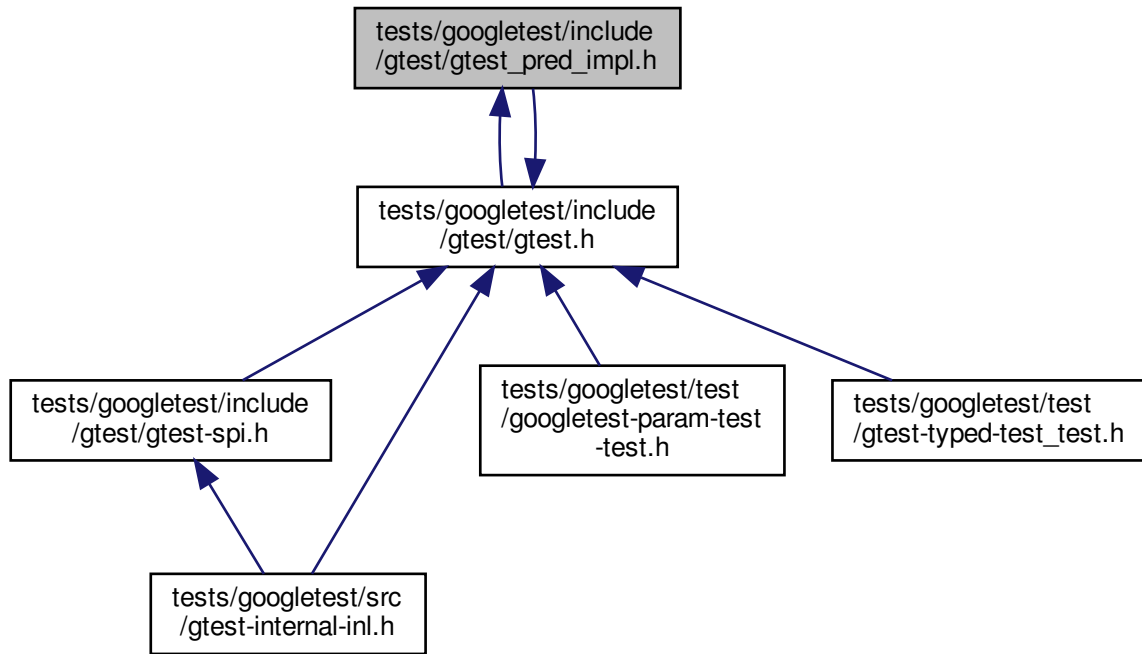 tests/googletest/include
/gtest/gtest_pred_impl.h
tests/googletest/include
/gtest/gtest.h
tests/googletest/include
/gtest/gtest-spi.h
tests/googletest/test
/googletest-param-test
-test.h
tests/googletest/test
/gtest-typed-test_test.h
tests/googletest/src
/gtest-internal-inl.h